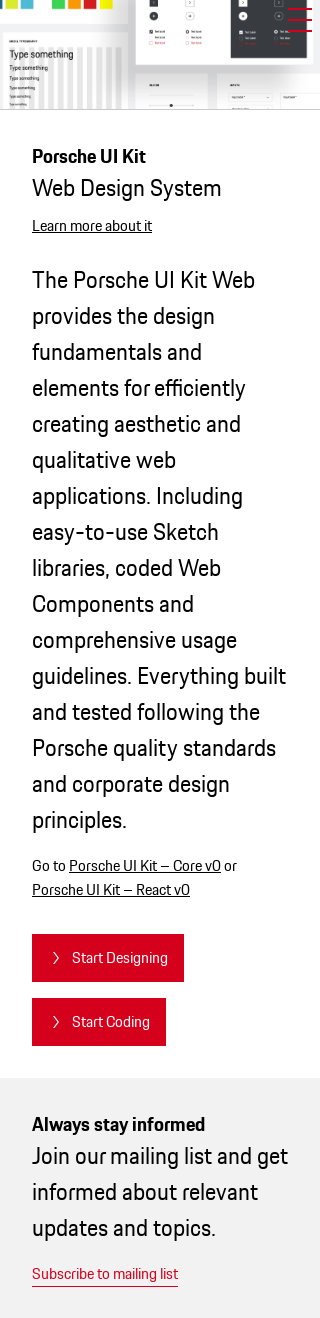 Type something
Type something
Type something
Type something
Type something
Porsche UI Kit
Web Design System
Learn more about it
The Porsche UI Kit Web
provides the design
fundamentals and
elements for efficiently
creating aesthetic and
qualitative web
applications. Including
easy-to-use Sketch
libraries, coded Web
Components and
comprehensive usage
guidelines. Everything built
and tested following the
Porsche quality standards
and corporate design
principles.
Go to Porsche UI Kit – Core v0 or
Porsche UI Kit – React v0
Start Designing
Start Coding
Always stay informed
Join our mailing list and get
informed about relevant
updates and topics.
Subscribe to mailing list